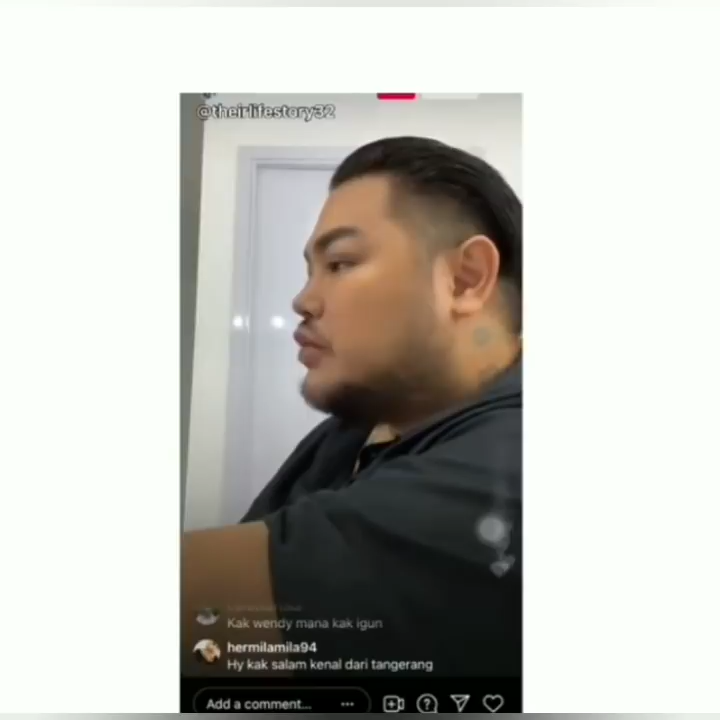 @theirlifestory32
Kak wendy mana kak igun
hermilamila94
Hy kak salam kenal dari tangerang
Add a comment...